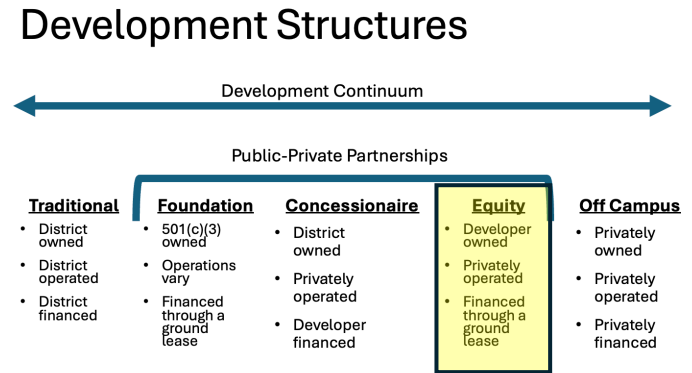 Development Structures
Development Continuum
Public-Private Partnerships
Traditional
• District
owned
• District
operated
• District
financed
Foundation
• 501(c)(3)
owned
• Operations
vary
• Financed
through a
ground
lease
Concessionaire
• District
owned
• Privately
operated
• Developer
financed
Equity
• Developer
owned
• Privately
operated
• Financed
through a
ground
lease
Off Campus
• Privately
owned
• Privately
operated
• Privately
financed